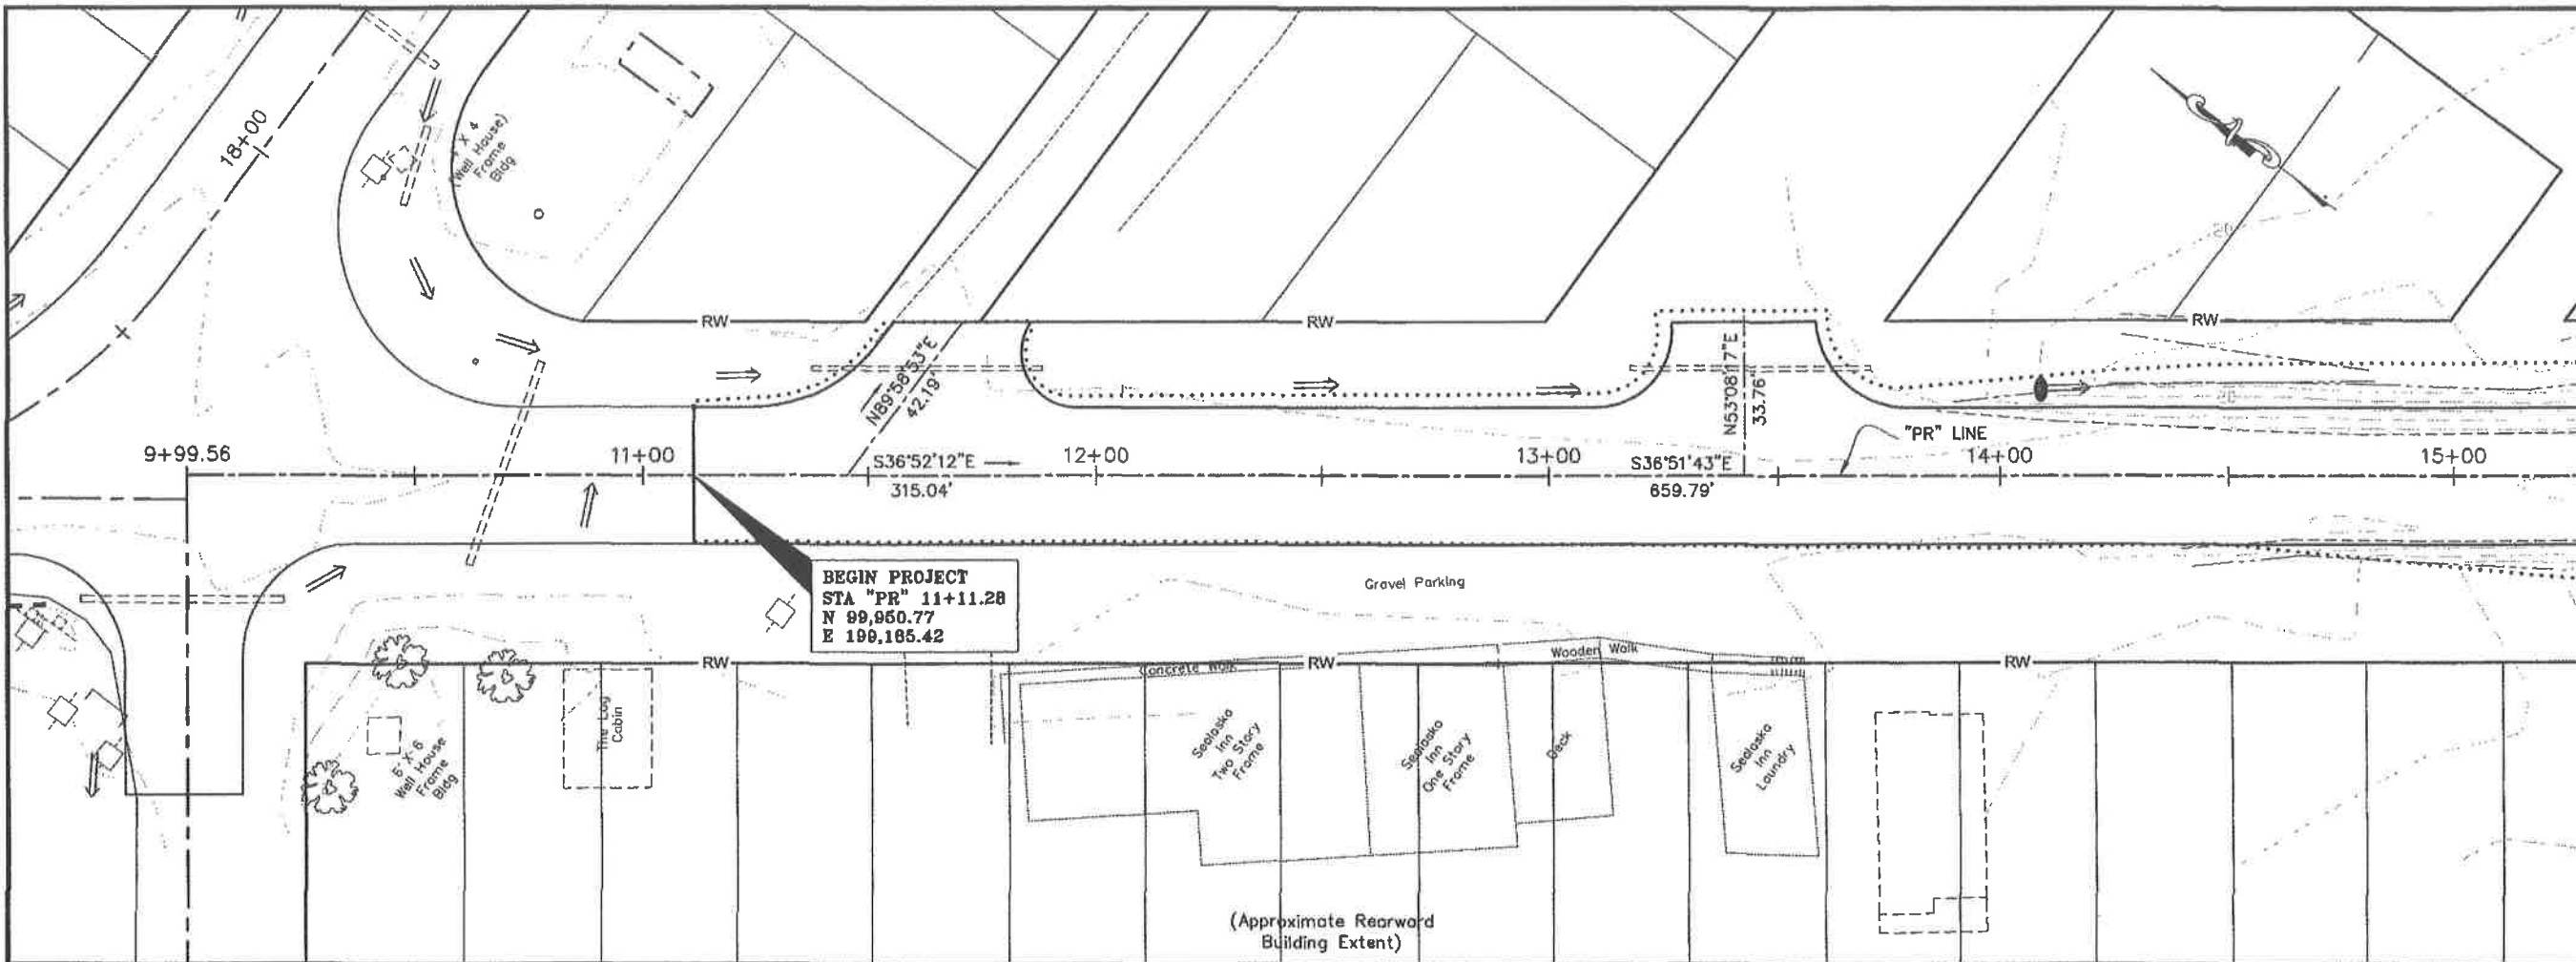 18+00
X 4
(Well House)
Frame
Bldg
RW
RW
RW
N89°58'53"E
42.19'
N53°08'17"E
33.76'
"PR" LINE
9+99.56
11+00
S36°52'12"E
315.04'
12+00
13+00
S36°51'43"E
659.79'
14+00
15+00
BEGIN PROJECT
STA "PR" 11+11.28
N 99,950.77
E 199,165.42
Gravel Parking
RW
Concrete Walk
RW
Wooden Walk
RW
6' X 6
Well House
Frame
Bldg
The Log
Cabin
Sealaska
Inn
Two Story
Frame
Sealaska
Inn
One Story
Frame
Deck
Sealaska
Inn
Laundry
(Approximate Rearward
Building Extent)